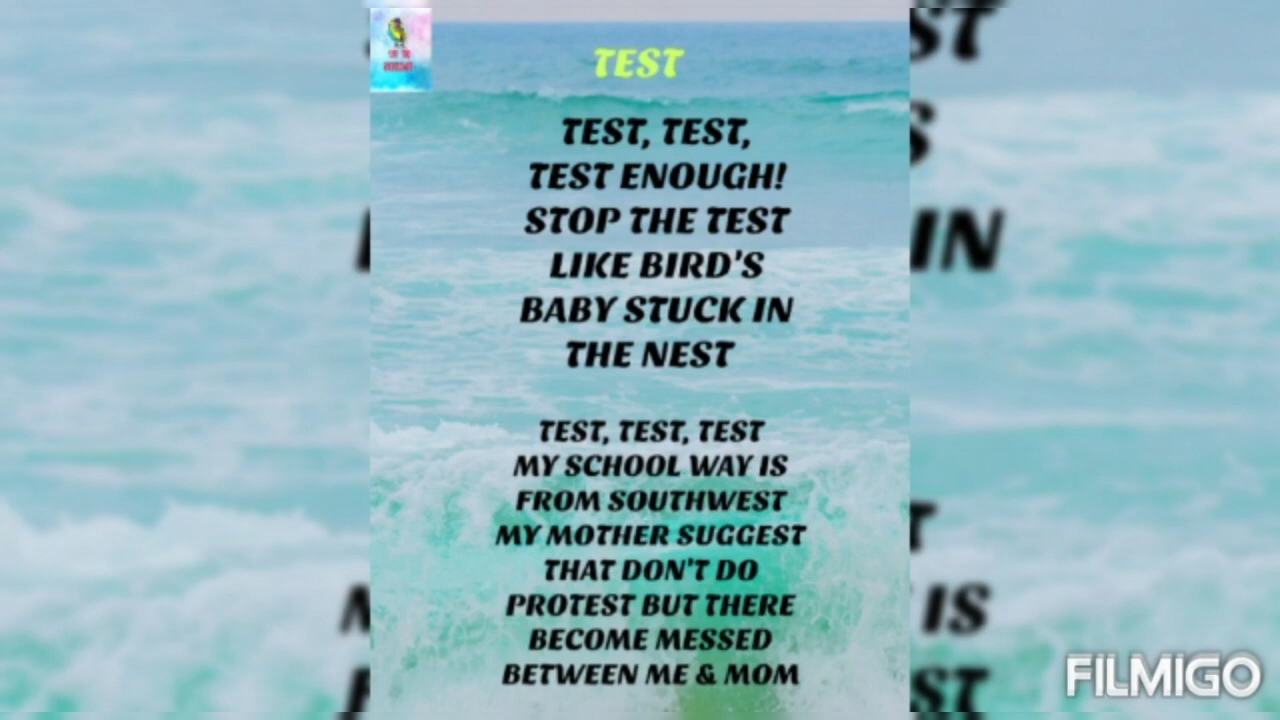 TEST
TEST, TEST,
TEST ENOUGH!
STOP THE TEST
LIKE BIRD'S
BABY STUCK IN
THE NEST
TEST, TEST, TEST
MY SCHOOL WAY IS
FROM SOUTHWEST
MY MOTHER SUGGEST
THAT DON'T DO
PROTEST BUT THERE
BECOME MESSED
BETWEEN ME & MOM
FILMIGO